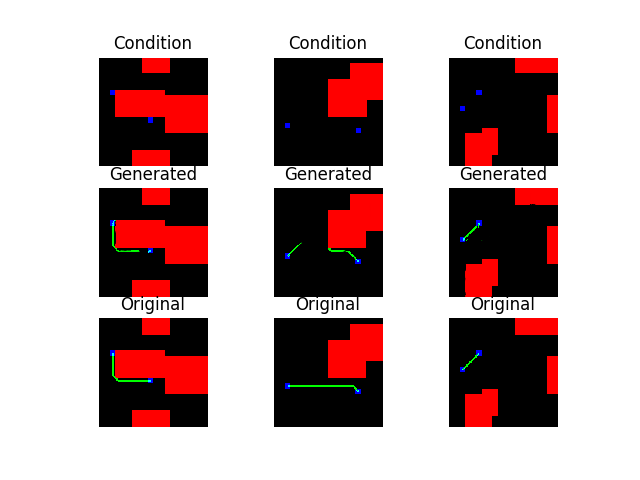 Condition
Condition
Condition
Generated
Generated
Generated
Original
Original
Original